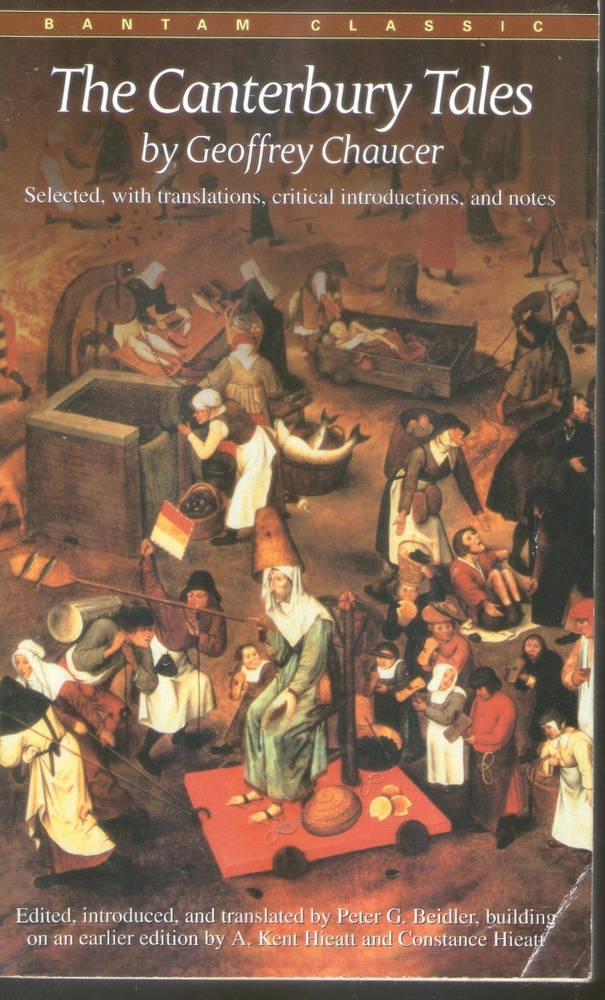 BANTAM CLASSIC
The Canterbury Tales
by Geoffrey Chaucer
Selected, with translations, critical introductions, and notes
Edited, introduced, and translated by Peter G. Beidler, building
on an earlier edition by A. Kent Hieatt and Constance Hieatt